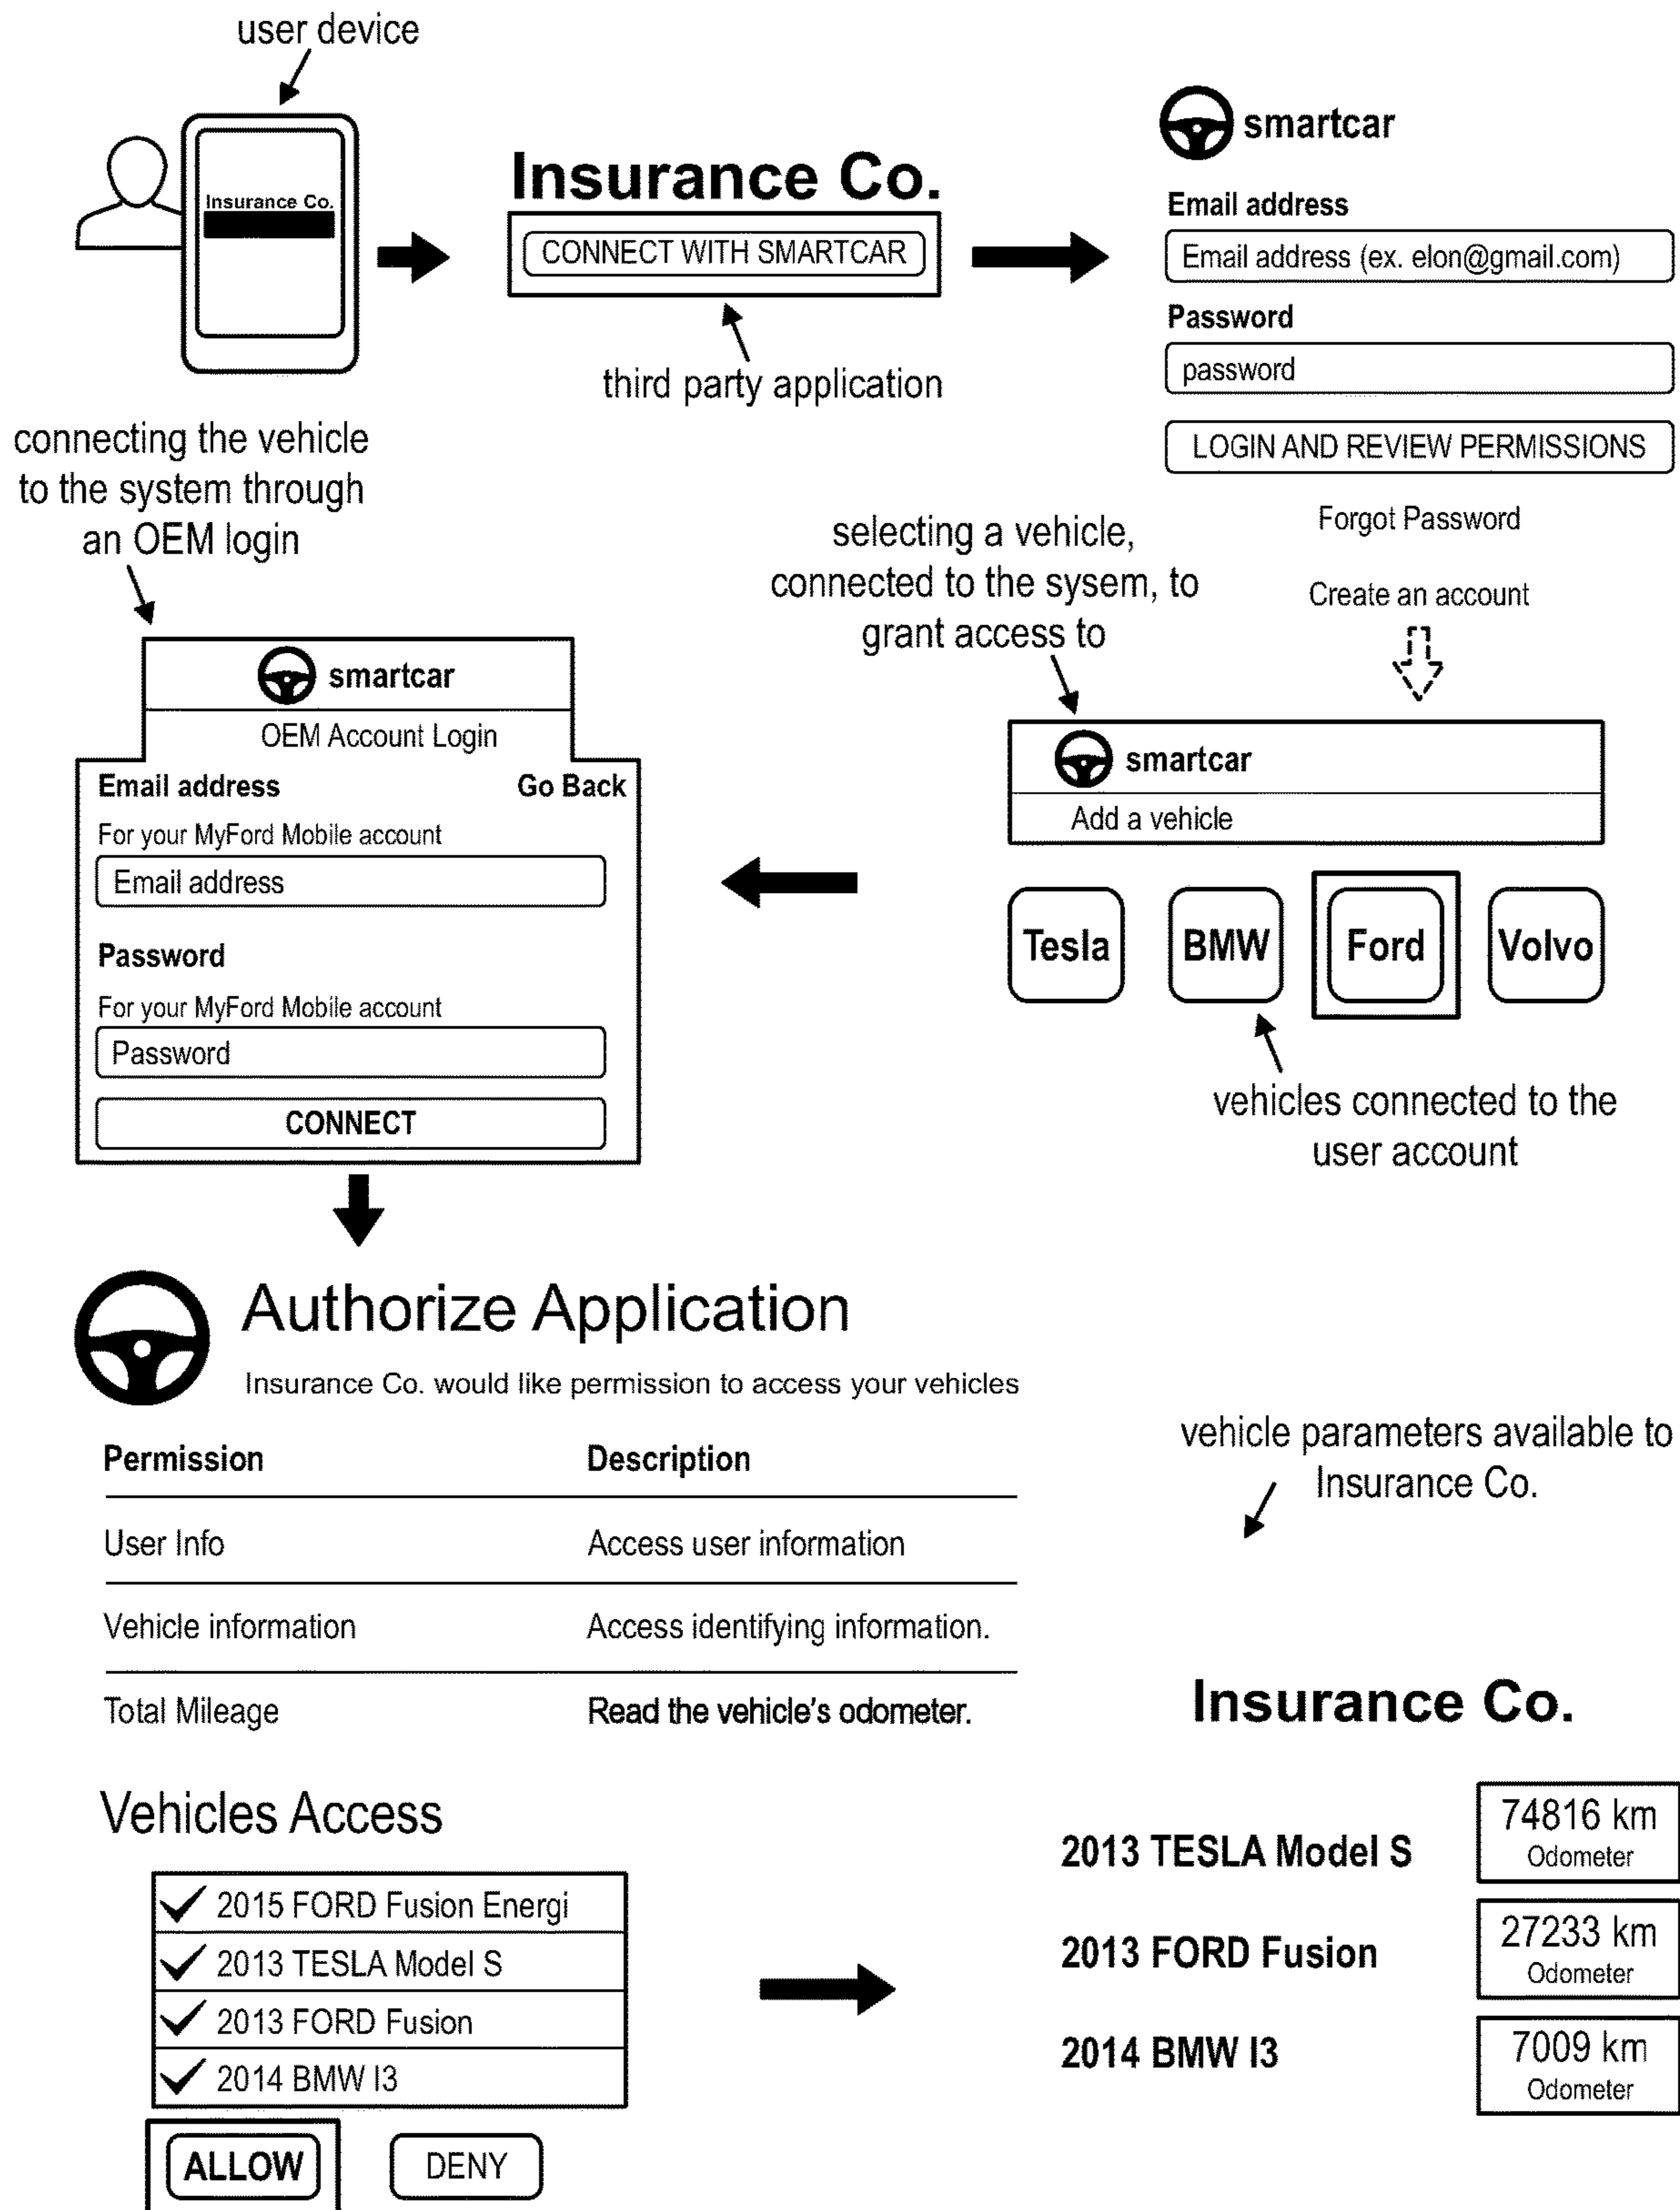 user device
Insurance Co.
Insurance Co.
CONNECT WITH SMARTCAR
third party application
smartcar
Email address
Email address (ex. elon@gmail.com)
Password
password
LOGIN AND REVIEW PERMISSIONS
Forgot Password
Create an account
connecting the vehicle
to the system through
an OEM login
selecting a vehicle,
connected to the sysem, to
grant access to
smartcar
Add a vehicle
Tesla
BMW
Ford
Volvo
vehicles connected to the
user account
smartcar
OEM Account Login
Email address Go Back
For your MyFord Mobile account
Email address
Password
For your MyFord Mobile account
Password
CONNECT
Authorize Application
Insurance Co. would like permission to access your vehicles
Permission Description
User Info Access user information
Vehicle information Access identifying information.
Total Mileage Read the vehicle's odometer.
Vehicles Access
2015 FORD Fusion Energi
2013 TESLA Model S
2013 FORD Fusion
2014 BMW I3
ALLOW
DENY
vehicle parameters available to
Insurance Co.
Insurance Co.
2013 TESLA Model S
74816 km
Odometer
2013 FORD Fusion
27233 km
Odometer
2014 BMW I3
7009 km
Odometer